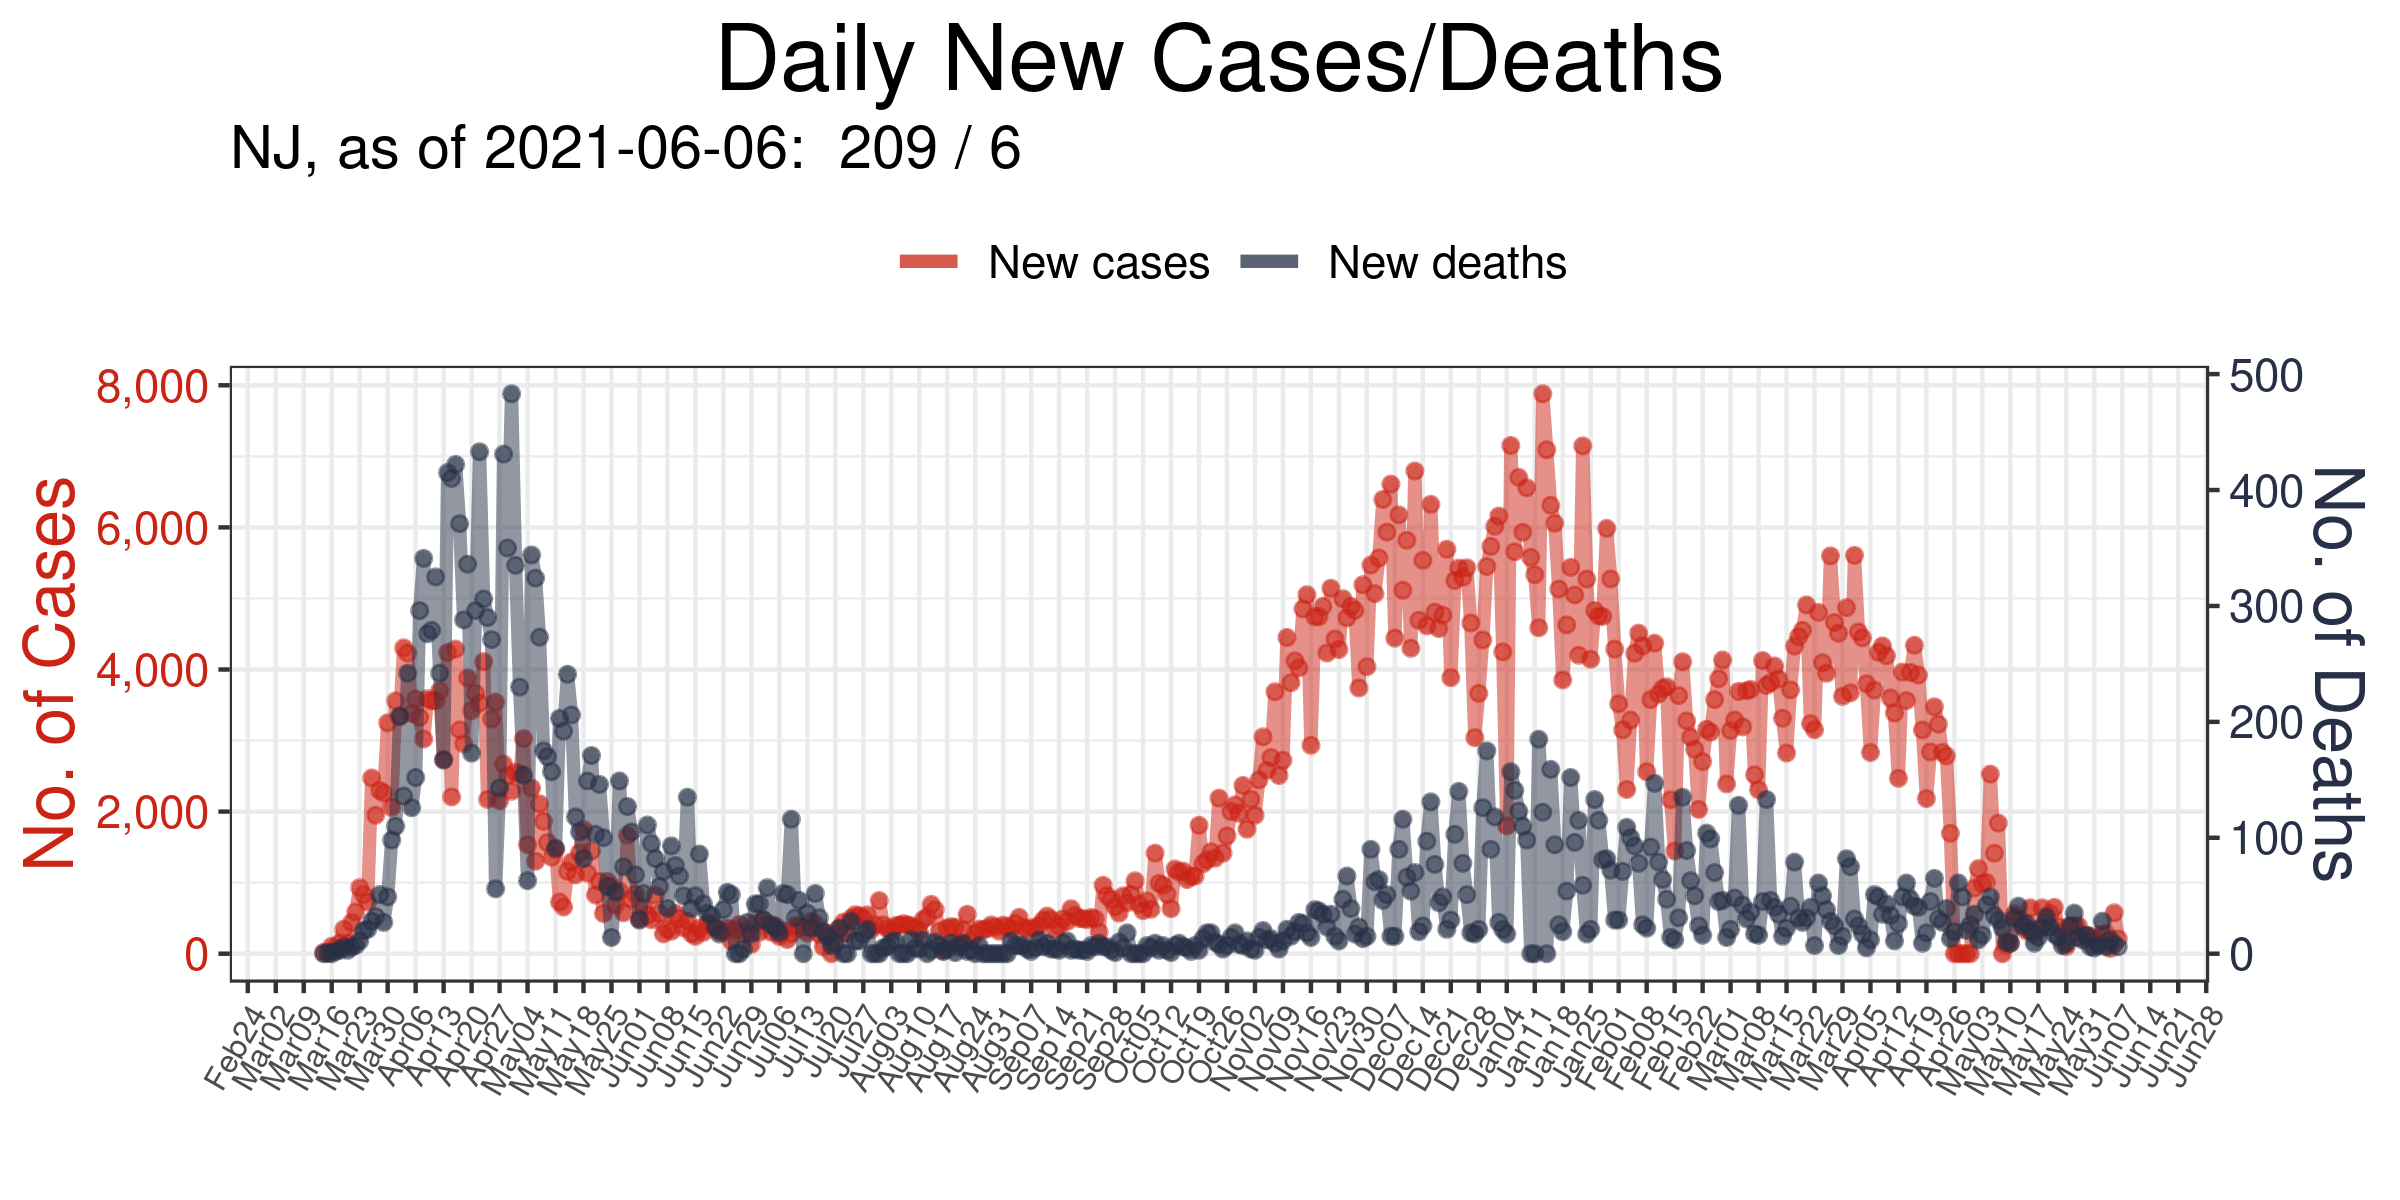 Daily New Cases/Deaths
NJ, as of 2021-06-06:  209 / 6
New cases
New deaths
No. of Cases
8,000
6,000
4,000
2,000
0
500
400
300
200
100
0
No. of Deaths
Feb24
Mar02
Mar09
Mar16
Mar23
Mar30
Apr06
Apr13
Apr20
Apr27
May04
May11
May18
May25
Jun01
Jun08
Jun15
Jun22
Jun29
Jul06
Jul13
Jul20
Jul27
Aug03
Aug10
Aug17
Aug24
Aug31
Sep07
Sep14
Sep21
Sep28
Oct05
Oct12
Oct19
Oct26
Nov02
Nov09
Nov16
Nov23
Nov30
Dec07
Dec14
Dec21
Dec28
Jan04
Jan11
Jan18
Jan25
Feb01
Feb08
Feb15
Feb22
Mar01
Mar08
Mar15
Mar22
Mar29
Apr05
Apr12
Apr19
Apr26
May03
May10
May17
May24
May31
Jun07
Jun14
Jun21
Jun28